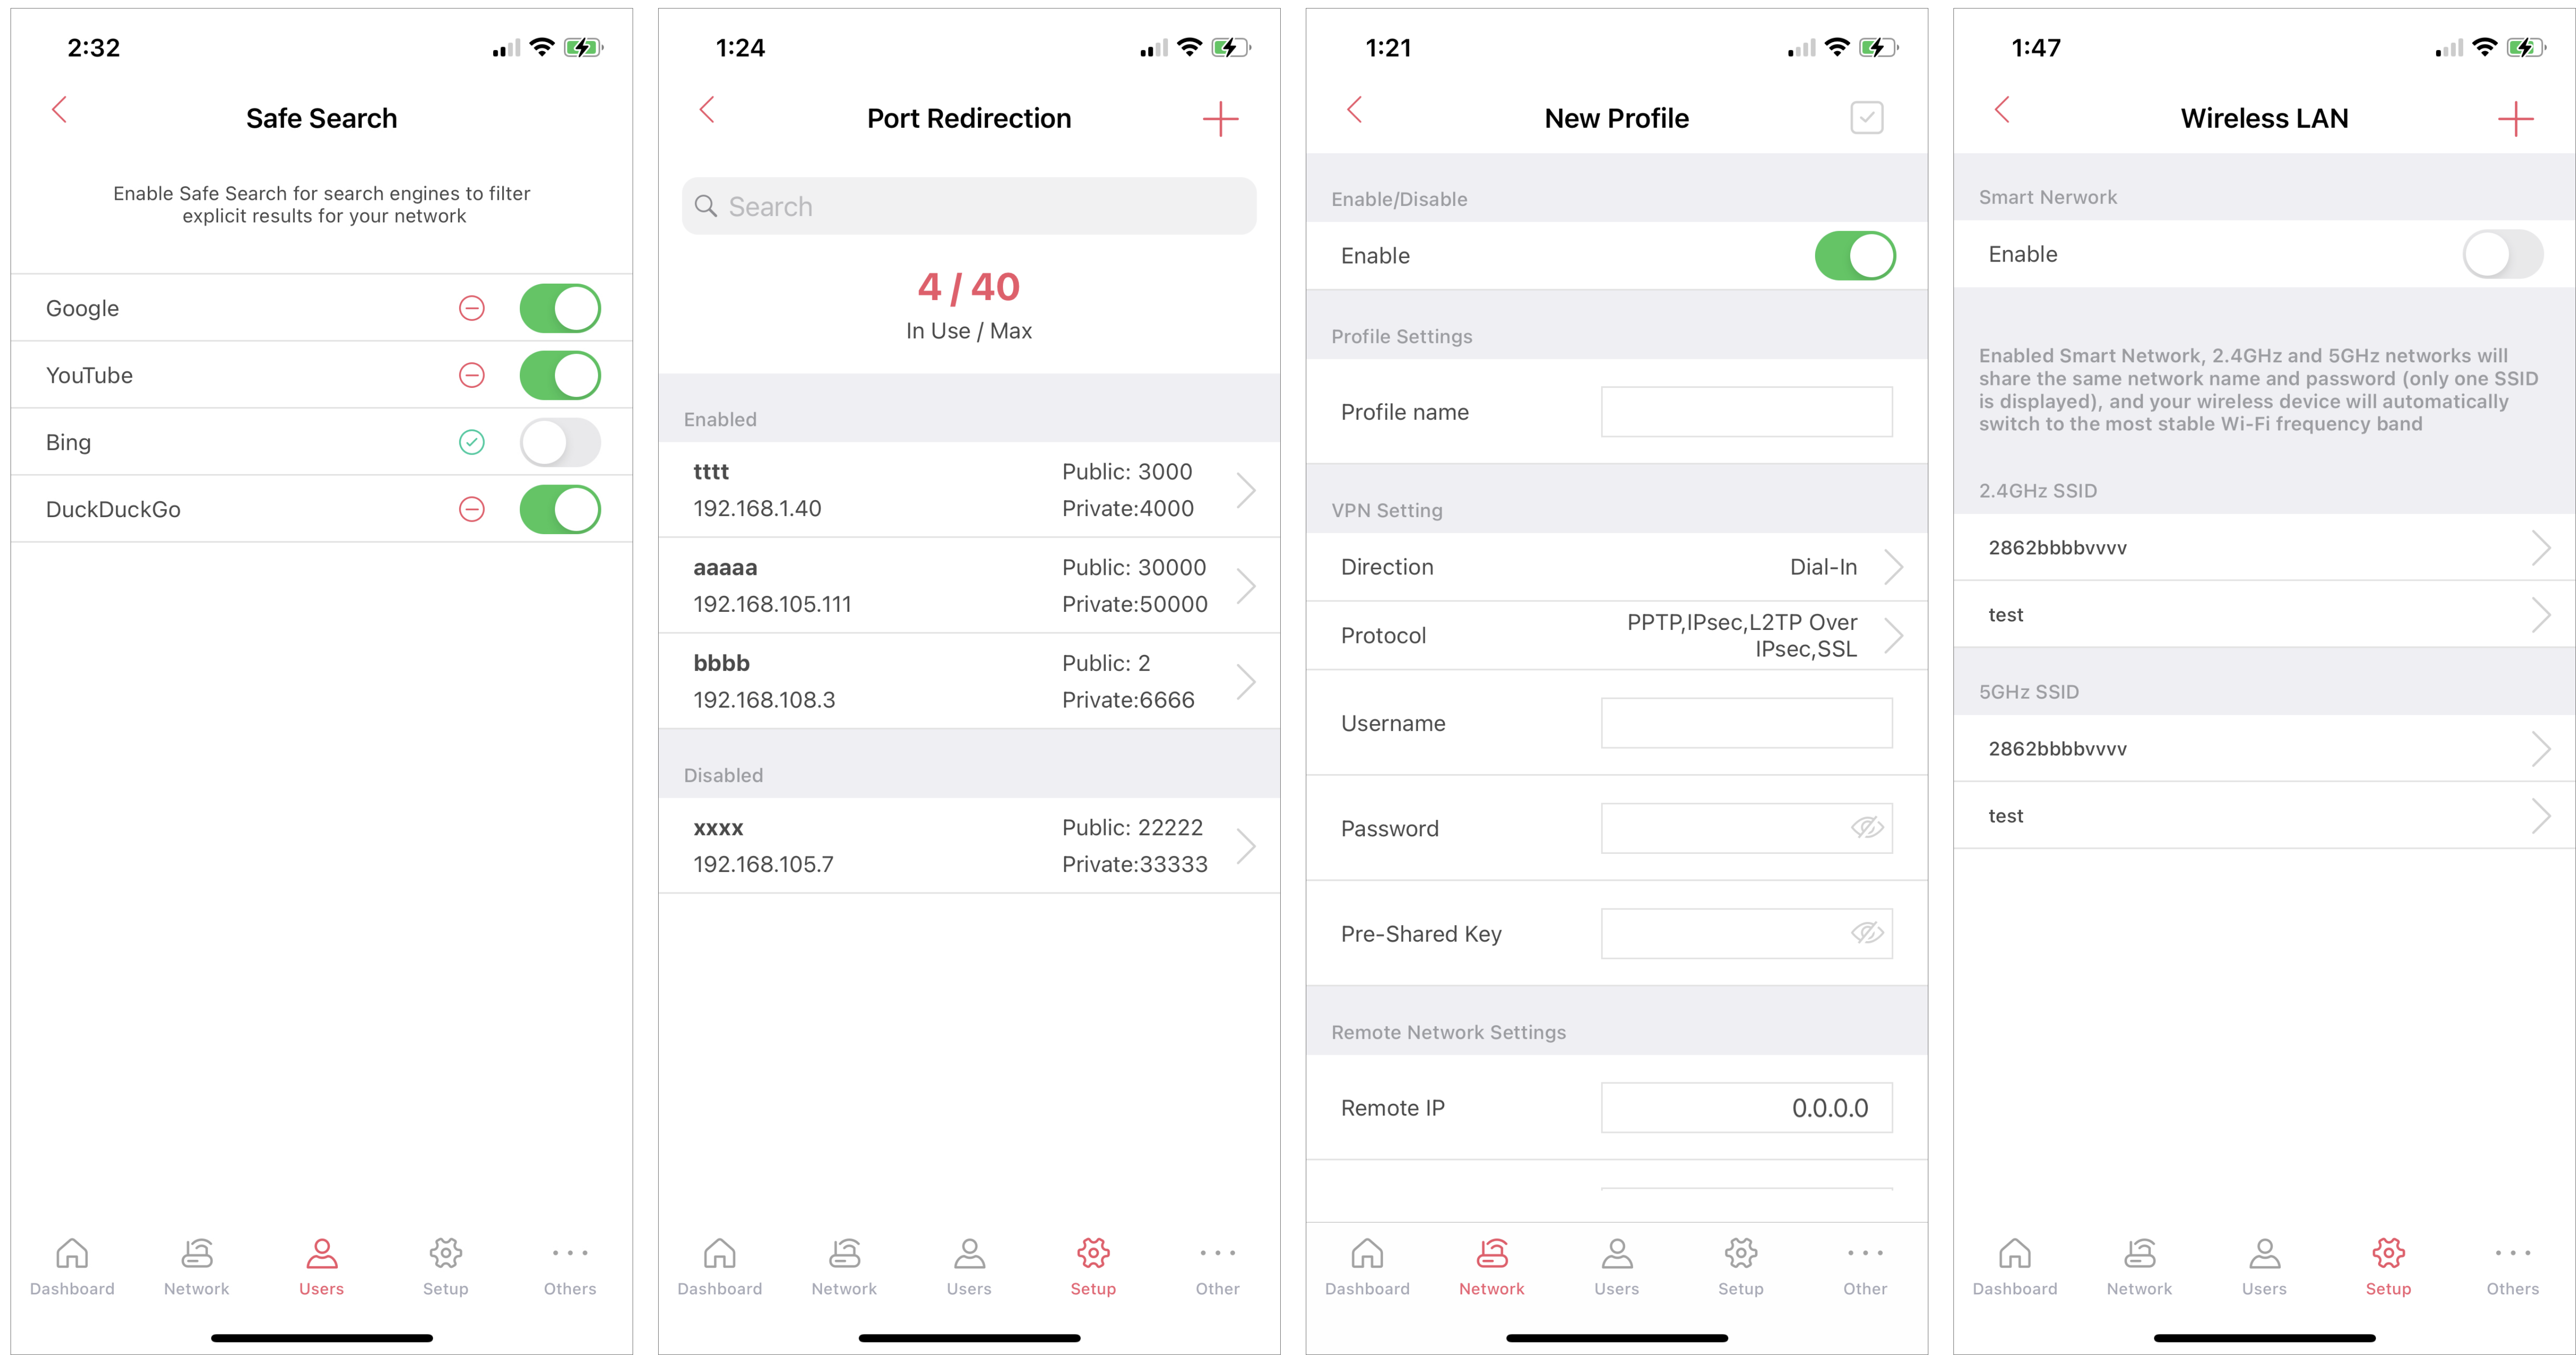 2:32
Safe Search
Enable Safe Search for search engines to filter
explicit results for your network
Google
YouTube
Bing
DuckDuckGo
Dashboard
Network
Users
Setup
Others
1:24
Port Redirection
Search
4 / 40
In Use / Max
Enabled
tttt
Public: 3000
192.168.1.40
Private:4000
aaaaa
Public: 30000
192.168.105.111
Private:50000
bbbb
Public: 2
192.168.108.3
Private:6666
Disabled
xxxx
Public: 22222
192.168.105.7
Private:33333
Dashboard
Network
Users
Setup
Other
1:21
New Profile
Enable/Disable
Enable
Profile Settings
Profile name
VPN Setting
Direction
Dial-In
Protocol
PPTP,IPsec,L2TP Over
IPsec,SSL
Username
Password
Pre-Shared Key
Remote Network Settings
Remote IP
0.0.0.0
Dashboard
Network
Users
Setup
Other
1:47
Wireless LAN
Smart Nerwork
Enable
Enabled Smart Network, 2.4GHz and 5GHz networks will
share the same network name and password (only one SSID
is displayed), and your wireless device will automatically
switch to the most stable Wi-Fi frequency band
2.4GHz SSID
2862bbbbvvvv
test
5GHz SSID
2862bbbbvvvv
test
Dashboard
Network
Users
Setup
Others